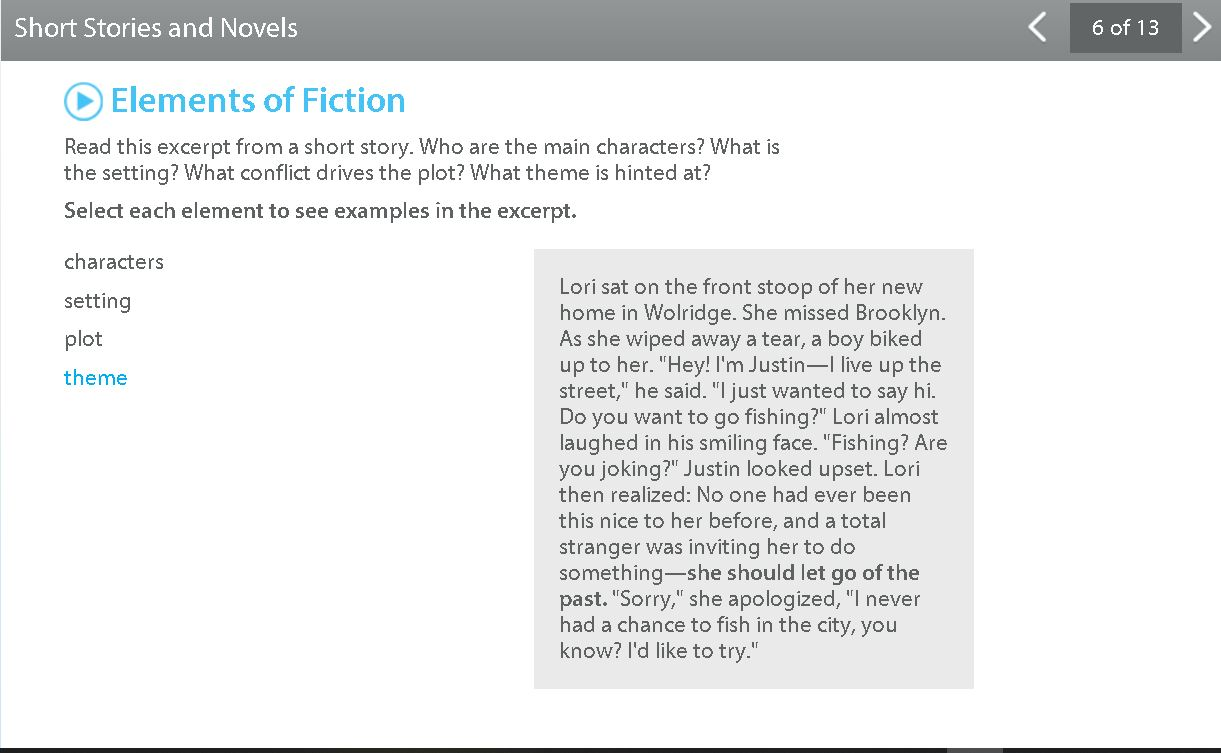 Short Stories and Novels
6 of 13
Elements of Fiction
Read this excerpt from a short story. Who are the main characters? What is
the setting? What conflict drives the plot? What theme is hinted at?
Select each element to see examples in the excerpt.
characters
setting
plot
theme
Lori sat on the front stoop of her new
home in Wolridge. She missed Brooklyn.
As she wiped away a tear, a boy biked
up to her. "Hey! I'm Justin—I live up the
street," he said. "I just wanted to say hi.
Do you want to go fishing?" Lori almost
laughed in his smiling face. "Fishing? Are
you joking?" Justin looked upset. Lori
then realized: No one had ever been
this nice to her before, and a total
stranger was inviting her to do
something—she should let go of the
past. "Sorry," she apologized, "I never
had a chance to fish in the city, you
know? I'd like to try."